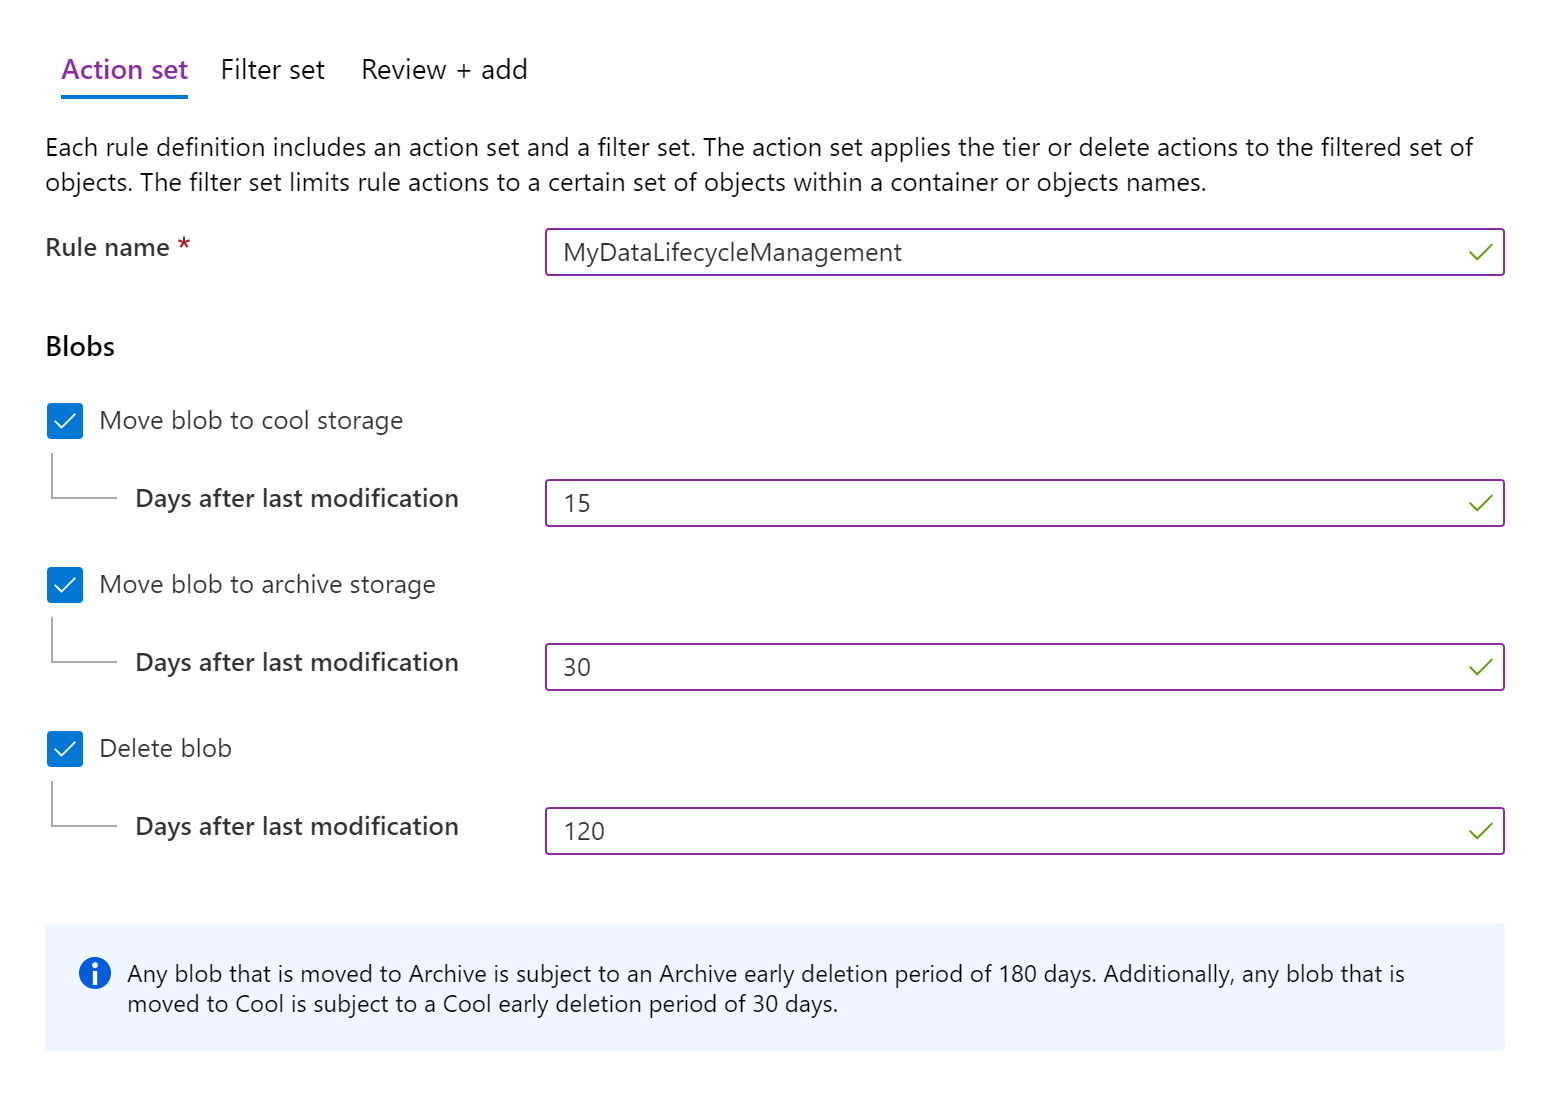 Action set Filter set Review + add
Each rule definition includes an action set and a filter set. The action set applies the tier or delete actions to the filtered set of
objects. The filter set limits rule actions to a certain set of objects within a container or objects names.
Rule name * MyDataLifecycleManagement
Blobs
Move blob to cool storage
Days after last modification 15
Move blob to archive storage
Days after last modification 30
Delete blob
Days after last modification 120
Any blob that is moved to Archive is subject to an Archive early deletion period of 180 days. Additionally, any blob that is
moved to Cool is subject to a Cool early deletion period of 30 days.